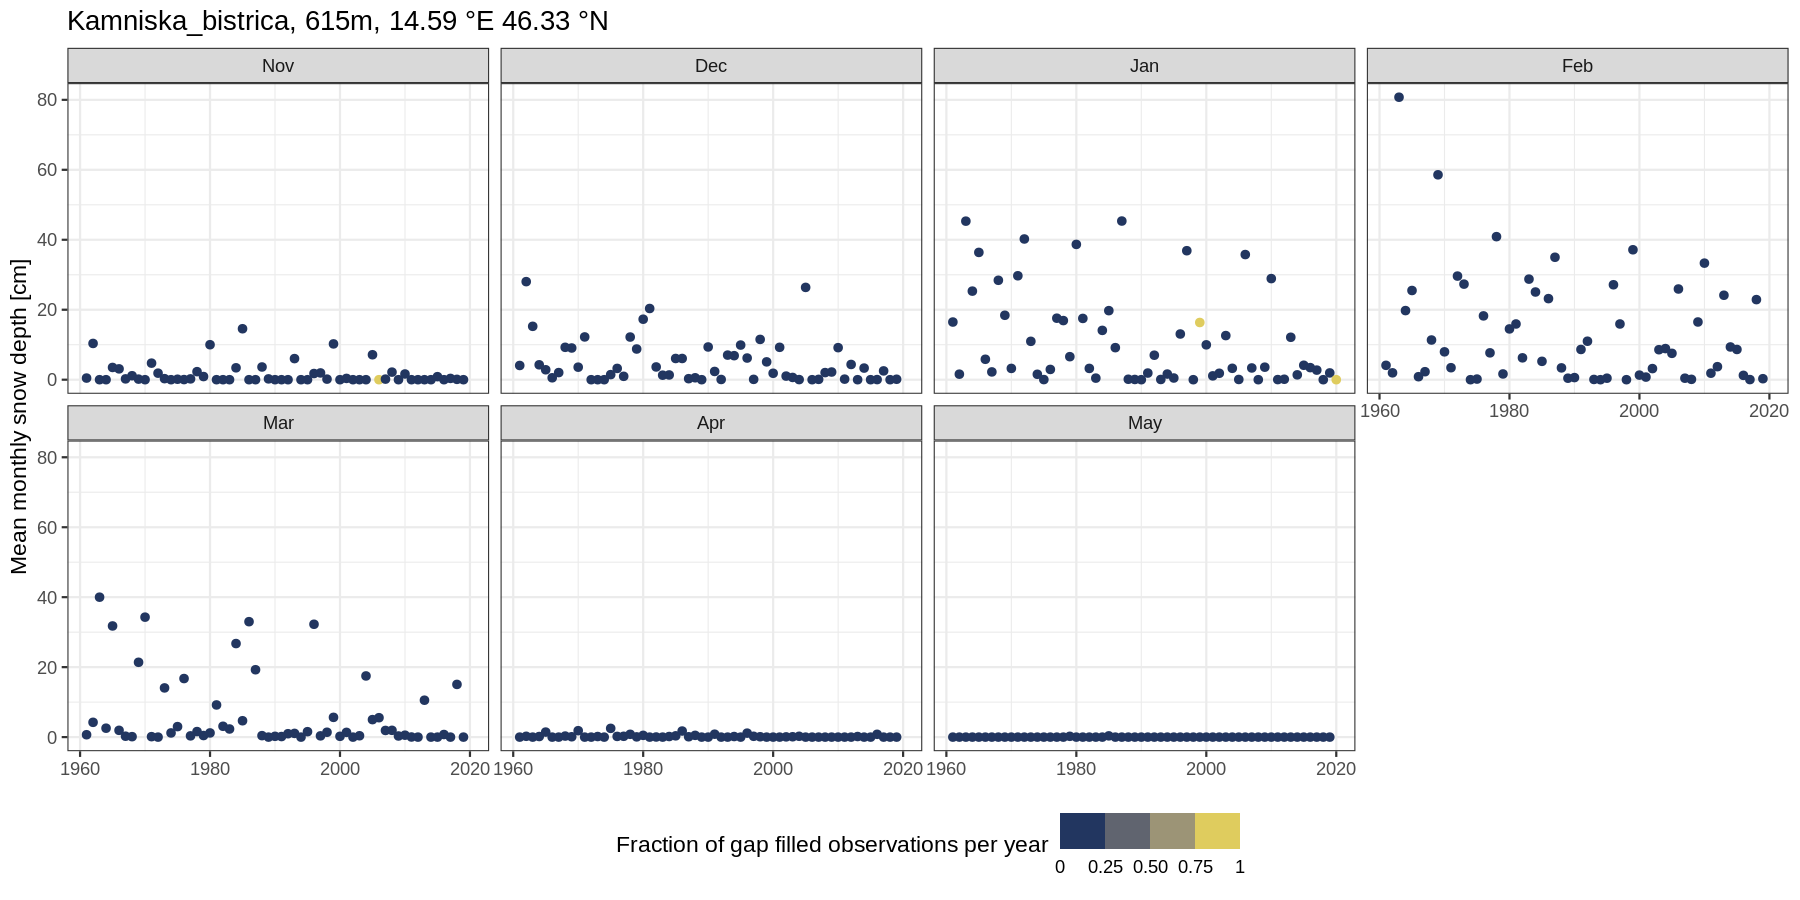 Kamniska_bistrica, 615m, 14.59 °E 46.33 °N
Nov
Dec
Jan
Feb
80
60
40
20
0
1960 1980 2000 2020
Mean monthly snow depth [cm]
Mar
Apr
May
80
60
40
20
0
1960 1980 2000 2020
1960 1980 2000 2020
1960 1980 2000 2020
Fraction of gap filled observations per year
0 0.25 0.50 0.75 1